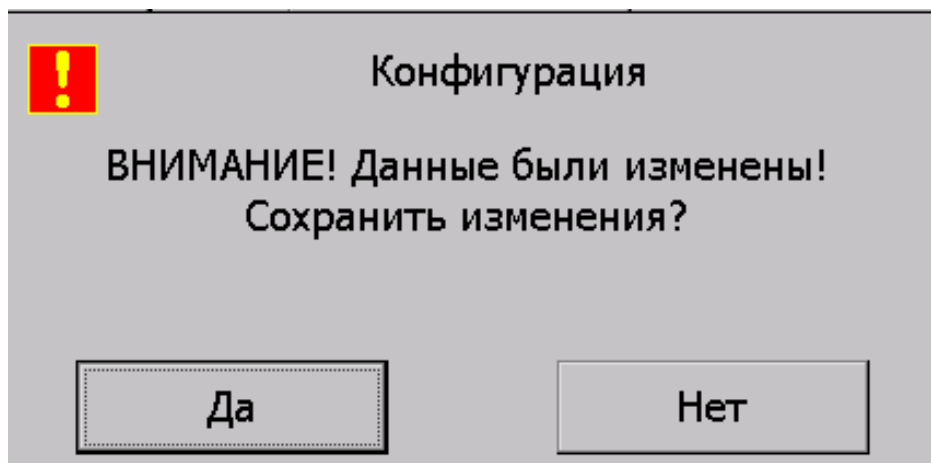 Конфигурация
ВНИМАНИЕ! Данные были изменены!
Сохранить изменения?
Да
Нет